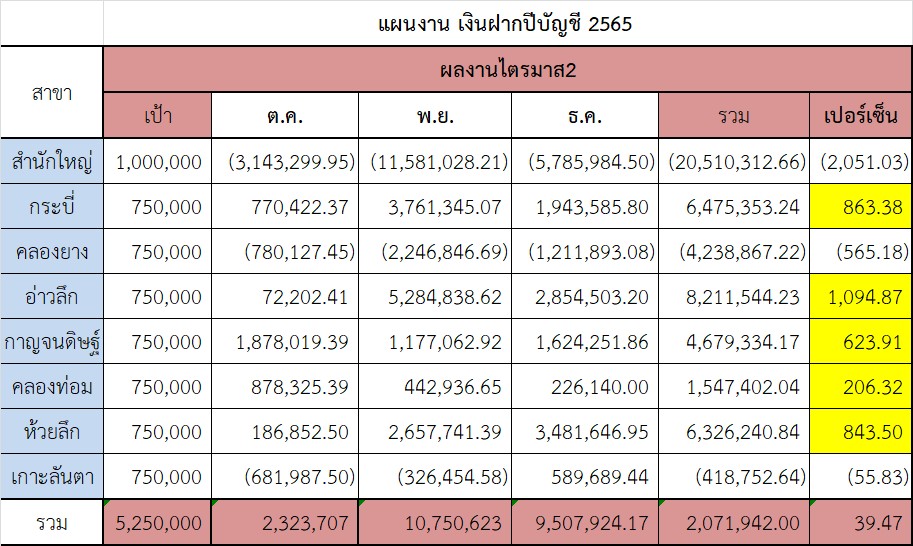 แผนงาน เงินฝากปีบัญชี 2565
สาขา ผลงานไตรมาส2
เป้า ต.ค. พ.ย. ธ.ค. รวม เปอร์เซ็น
สำนักใหญ่ 1,000,000 (3,143,299.95) (11,581,028.21) (5,785,984.50) (20,510,312.66) (2,051.03)
กระบี่ 750,000 770,422.37 3,761,345.07 1,943,585.80 6,475,353.24 863.38
คลองยาง 750,000 (780,127.45) (2,246,846.69) (1,211,893.08) (4,238,867.22) (565.18)
อ่าวลึก 750,000 72,202.41 5,284,838.62 2,854,503.20 8,211,544.23 1,094.87
กาญจนดิษฐ์ 750,000 1,878,019.39 1,177,062.92 1,624,251.86 4,679,334.17 623.91
คลองท่อม 750,000 878,325.39 442,936.65 226,140.00 1,547,402.04 206.32
ห้วยลึก 750,000 186,852.50 2,657,741.39 3,481,646.95 6,326,240.84 843.50
เกาะลันตา 750,000 (681,987.50) (326,454.58) 589,689.44 (418,752.64) (55.83)
รวม 5,250,000 2,323,707 10,750,623 9,507,924.17 2,071,942.00 39.47